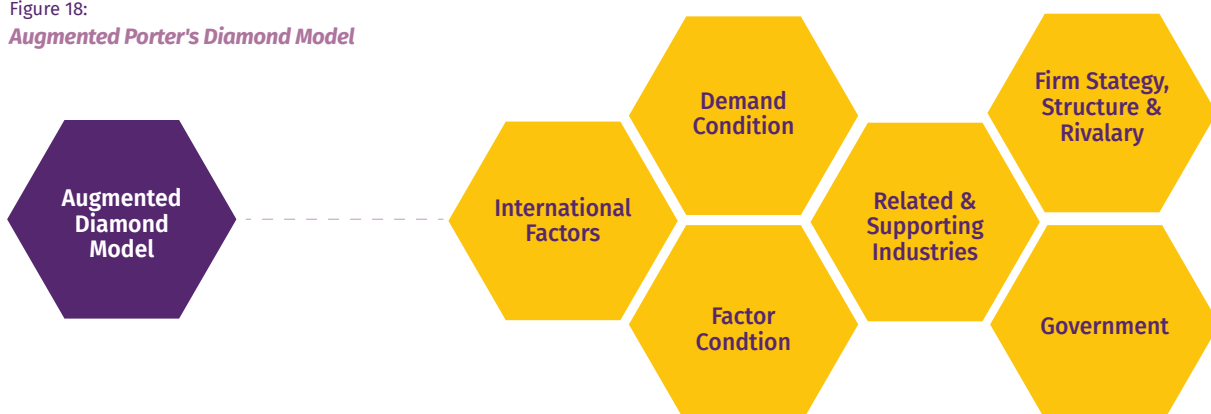 Figure 18:
Augmented Porter's Diamond Model
Augmented
Diamond
Model
International
Factors
Demand
Condition
Factor
Condtion
Related &
Supporting
Industries
Firm Stategy,
Structure &
Rivalary
Government